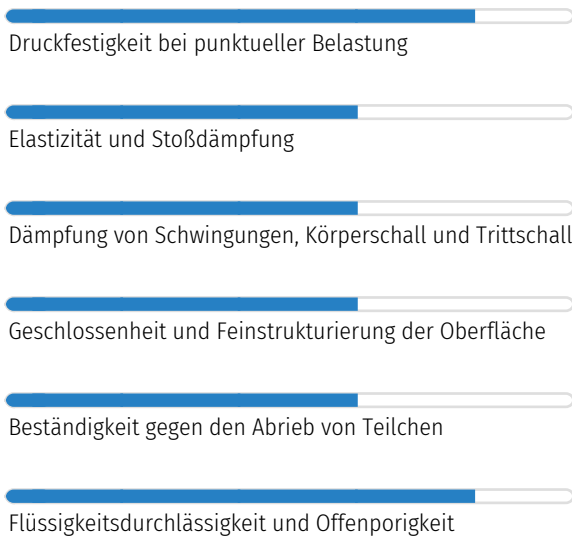 Druckfestigkeit bei punktueller Belastung
Elastizität und Stoßdämpfung
Dämpfung von Schwingungen, Körperschall und Trittschall
Geschlossenheit und Feinstrukturierung der Oberfläche
Beständigkeit gegen den Abrieb von Teilchen
Flüssigkeitsdurchlässigkeit und Offenporigkeit